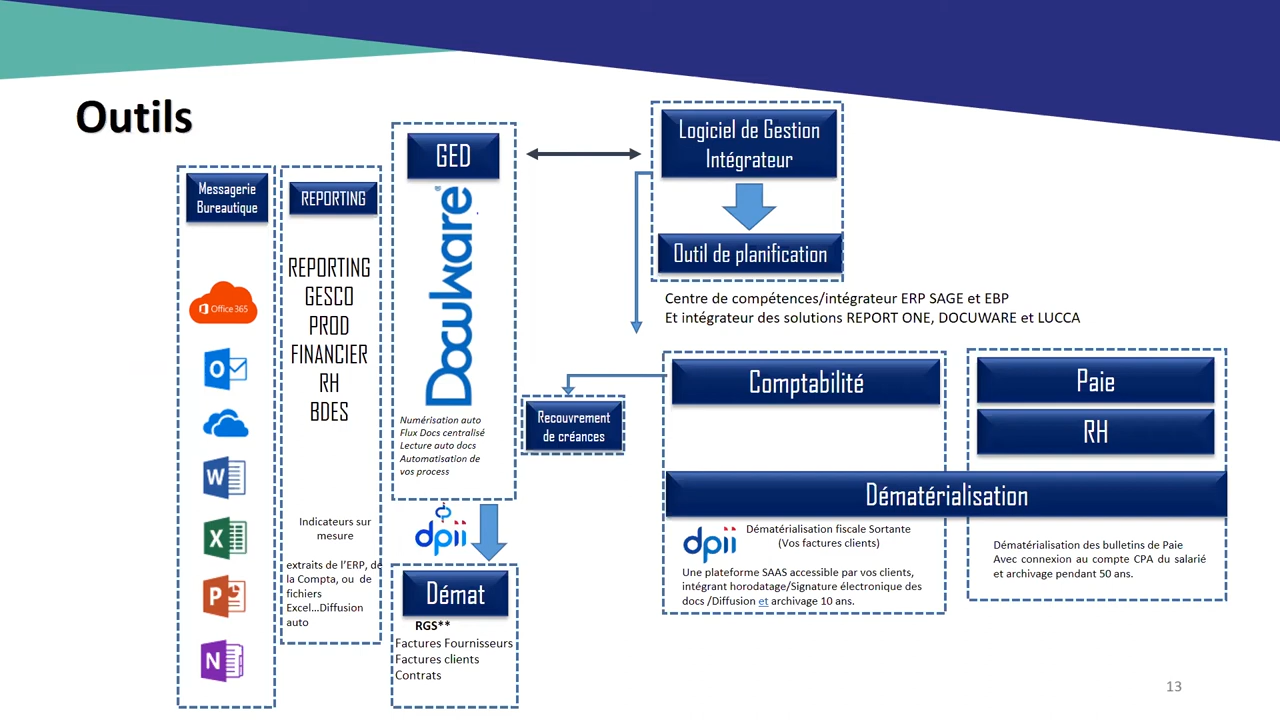 Outils
Messagerie
Bureautique
Office 365
O
W
X
P
N
REPORTING
REPORTING
GESCO
PROD
FINANCIER
RH
BDES
Indicateurs sur
mesure
extraits de l'ERP, de
la Compta, ou de
fichiers
Excel...Diffusion
auto
GED
DocuWare®
Numérisation auto
Flux Docs centralisé
Lecture auto docs
Automatisation de
vos process
dpii
Démat
RGS**
Factures Fournisseurs
Factures clients
Contrats
Logiciel de Gestion
Intégrateur
Outil de planification
Centre de compétences/intégrateur ERP SAGE et EBP
Et intégrateur des solutions REPORT ONE, DOCUWARE et LUCCA
Recouvrement
de créances
Comptabilité
Paie
RH
Dématérialisation
dpii
Dématérialisation fiscale Sortante
(Vos factures clients)
Une plateforme SAAS accessible par vos clients,
intégrant horodatage/Signature électronique des
docs /Diffusion et archivage 10 ans.
Dématérialisation des bulletins de Paie
Avec connexion au compte CPA du salarié
et archivage pendant 50 ans.
13